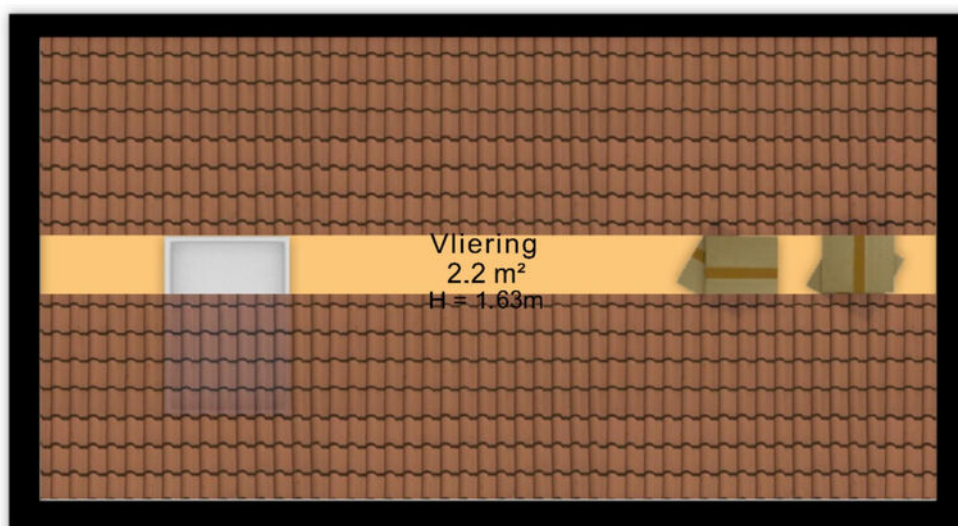 Vliering
2.2 m²
H = 1.63m